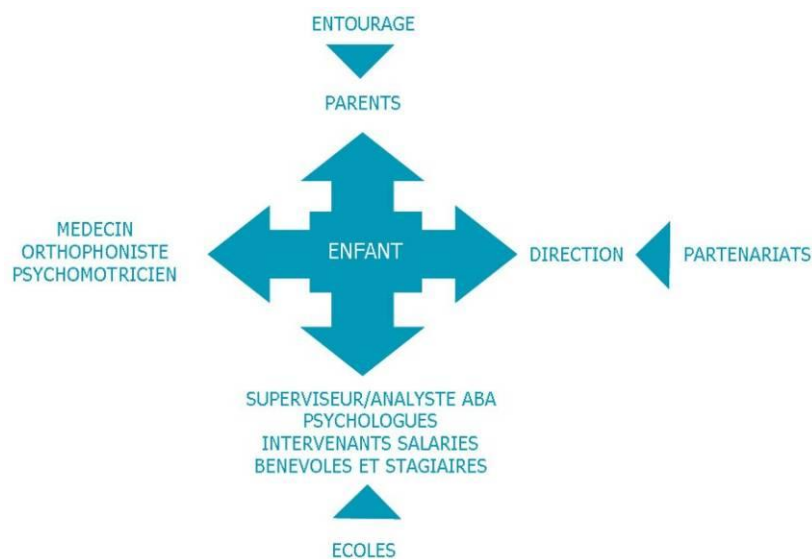 ENTOURAGE
PARENTS
MEDECIN
ORTHOPHONISTE
PSYCHOMOTRICIEN
ENFANT
DIRECTION
PARTENARIATS
SUPERVISEUR/ANALYSTE ABA
PSYCHOLOGUES
INTERVENANTS SALARIES
BENEVOLES ET STAGIAIRES
ECOLES